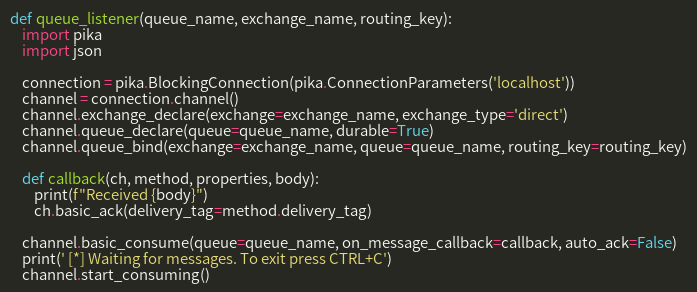 def queue_listener(queue_name, exchange_name, routing_key):
    import pika
    import json

    connection = pika.BlockingConnection(pika.ConnectionParameters('localhost'))
    channel = connection.channel()
    channel.exchange_declare(exchange=exchange_name, exchange_type='direct')
    channel.queue_declare(queue=queue_name, durable=True)
    channel.queue_bind(exchange=exchange_name, queue=queue_name, routing_key=routing_key)

    def callback(ch, method, properties, body):
        print(f"Received {body}")
        ch.basic_ack(delivery_tag=method.delivery_tag)

    channel.basic_consume(queue=queue_name, on_message_callback=callback, auto_ack=False)
    print(' [*] Waiting for messages. To exit press CTRL+C')
    channel.start_consuming()